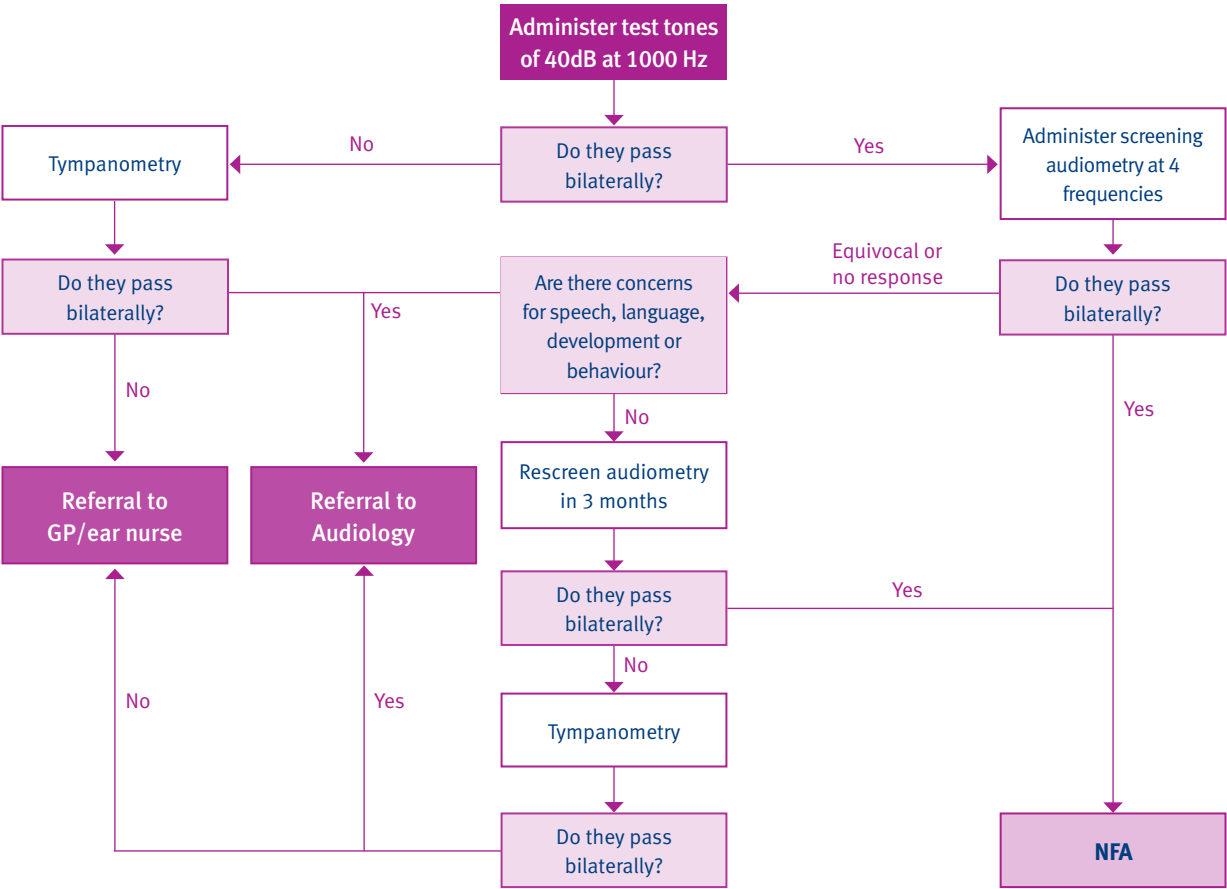 Administer test tones
of 40dB at 1000 Hz
No
Yes
Tympanometry
Do they pass
bilaterally?
Administer screening
audiometry at 4
frequencies
Equivocal or
no response
Do they pass
bilaterally?
Yes
Are there concerns
for speech, language,
development or
behaviour?
Do they pass
bilaterally?
No
No
Yes
Referral to
GP/ear nurse
Referral to
Audiology
Rescreen audiometry
in 3 months
Do they pass
bilaterally?
Yes
No
No
Yes
Tympanometry
Do they pass
bilaterally?
NFA